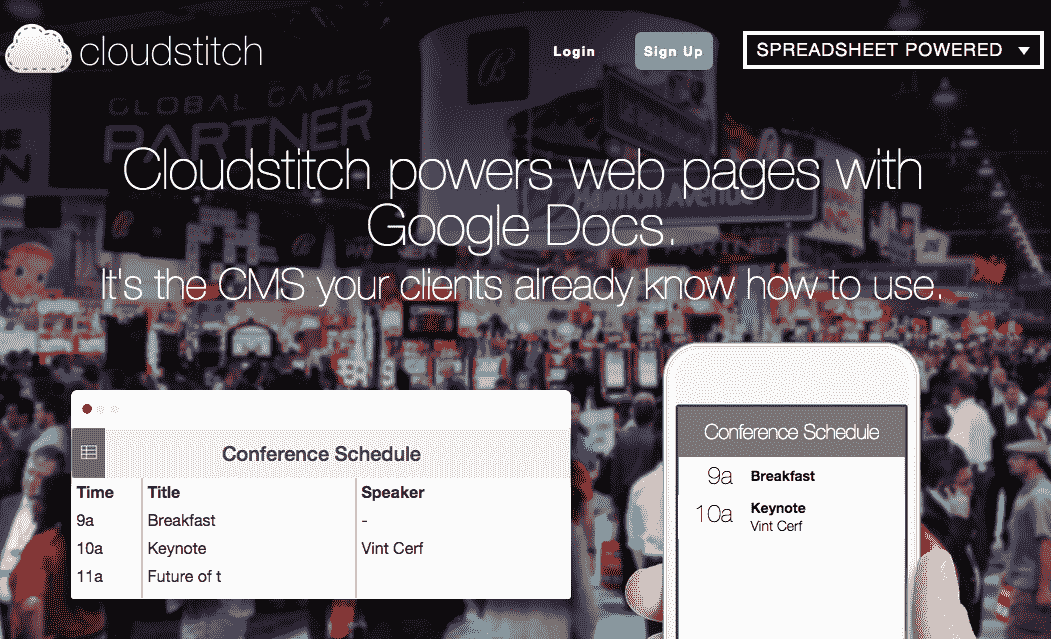 cloudstitch
Login
Sign Up
SPREADSHEET POWERED
GLOBAL GAMES
PARTNER
Cloudstitch powers web pages with
Google Docs.
It's the CMS your clients already know how to use.
Conference Schedule
Time Title Speaker
9a Breakfast -
10a Keynote Vint Cerf
11a Future of t
Conference Schedule
9a Breakfast
10a Keynote
Vint Cerf